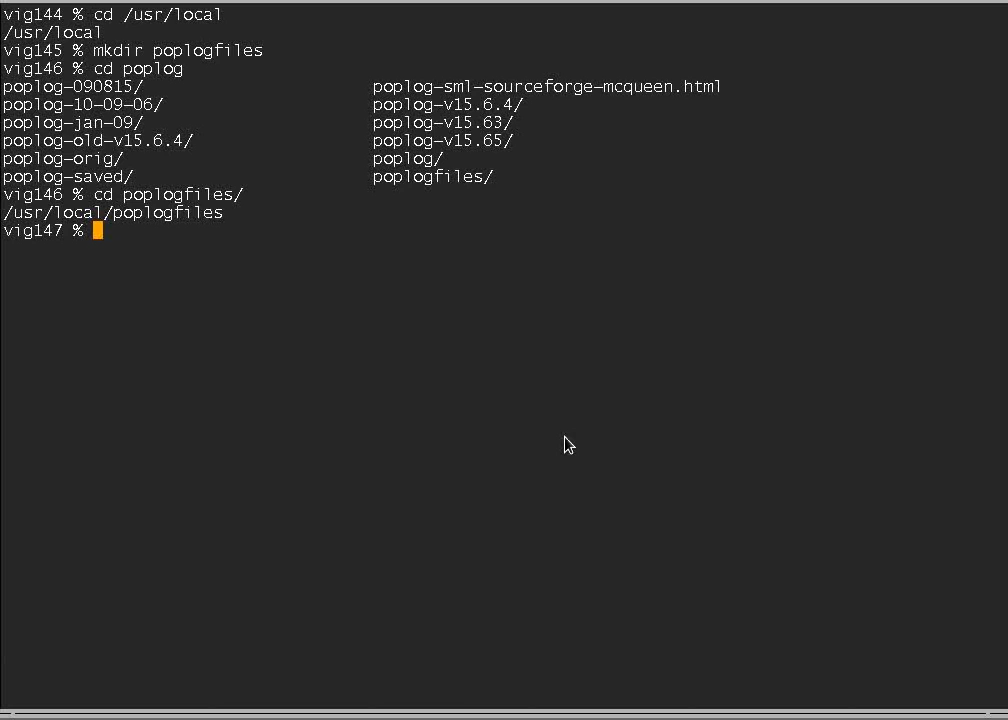 vig144 % cd /usr/local
/usr/local
vig145 % mkdir poplogfiles
vig146 % cd poplog
poplog-090815/ poplog-sml-sourceforge-mcqueen.html
poplog-10-09-06/ poplog-v15.6.4/
poplog-jan-09/ poplog-v15.63/
poplog-old-v15.6.4/ poplog-v15.65/
poplog-orig/ poplog/
poplog-saved/ poplogfiles/
vig146 % cd poplogfiles/
/usr/local/poplogfiles
vig147 %